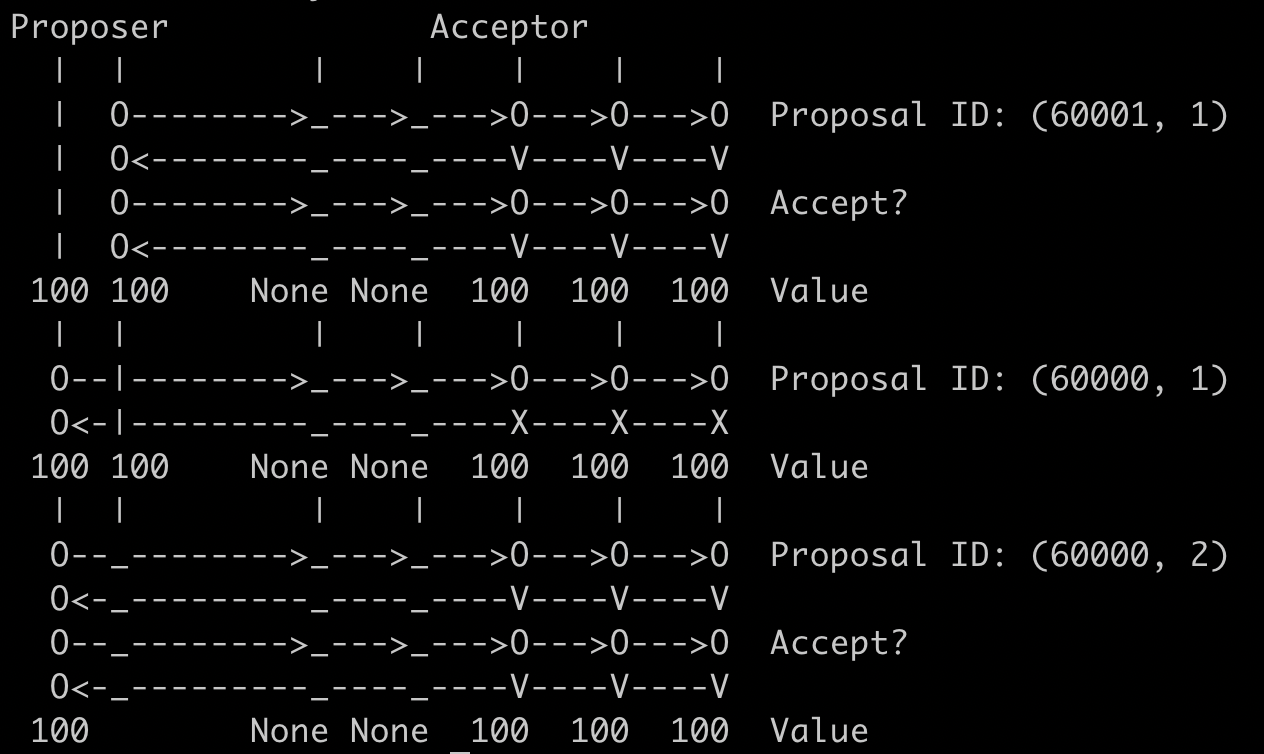 Proposer             Acceptor
  |  |         |    |    |    |    |
  |  O-------->_--->_--->O--->O--->O  Proposal ID: (60001, 1)
  |  O<--------_----_----V----V----V
  |  O-------->_--->_--->O--->O--->O  Accept?
  |  O<--------_----_----V----V----V
 100 100    None None  100  100  100  Value
  |  |         |    |    |    |    |
  O--|-------->_--->_--->O--->O--->O  Proposal ID: (60000, 1)
  O<-|---------_----_----X----X----X
 100 100    None None  100  100  100  Value
  |  |         |    |    |    |    |
  O--_-------->_--->_--->O--->O--->O  Proposal ID: (60000, 2)
  O<-_---------_----_----V----V----V
  O--_-------->_--->_--->O--->O--->O  Accept?
  O<-_---------_----_----V----V----V
 100        None None  100  100  100  Value